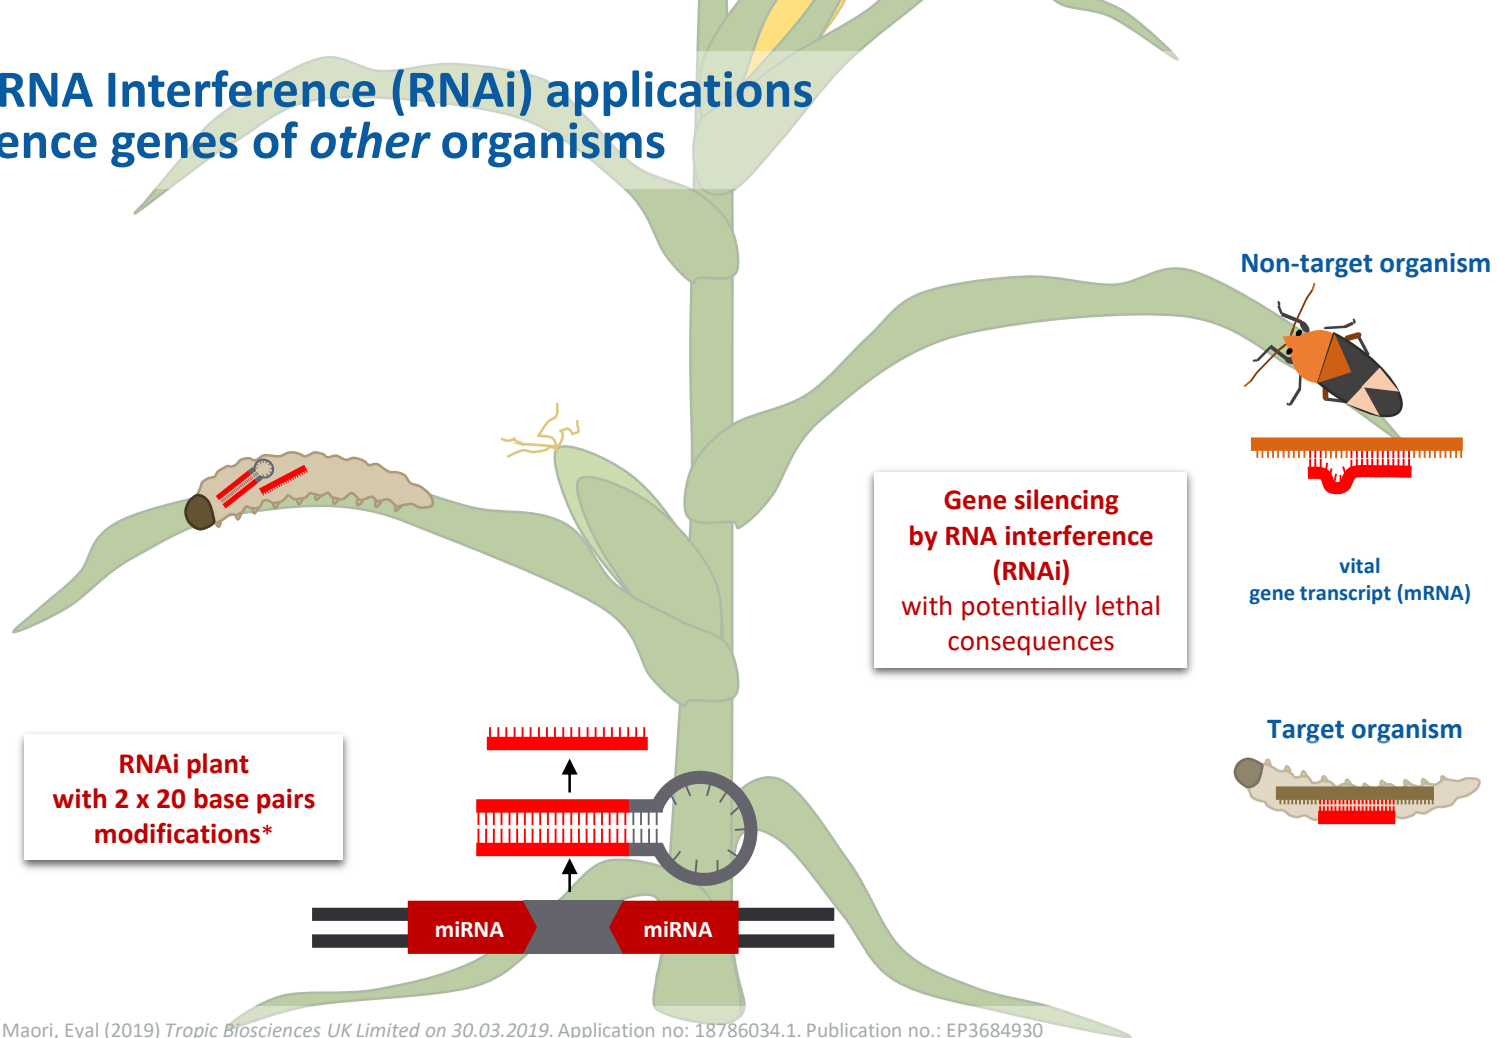 RNA Interference (RNAi) applications
ence genes of other organisms
Non-target organism
Gene silencing
by RNA interference
(RNAi)
with potentially lethal
consequences
vital
gene transcript (mRNA)
Target organism
RNAi plant
with 2 x 20 base pairs
modifications*
miRNA
miRNA
Maori, Eyal (2019) Tropic Biosciences UK Limited on 30.03.2019. Application no: 18786034.1. Publication no.: EP3684930